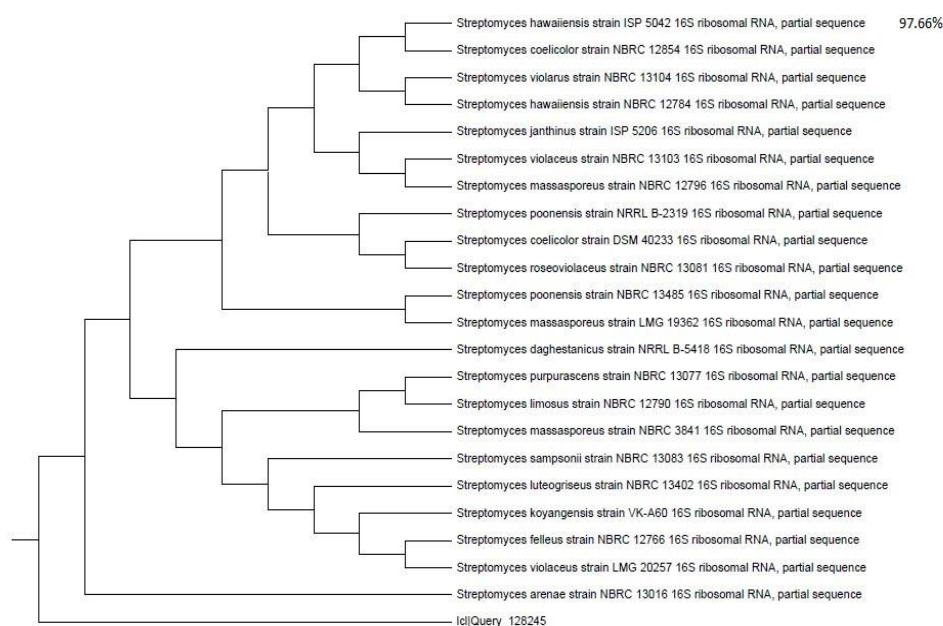 Streptomyces hawaiiensis strain ISP 5042 16S ribosomal RNA, partial sequence 97.66%
Streptomyces coelicolor strain NBRC 12854 16S ribosomal RNA, partial sequence
Streptomyces violarus strain NBRC 13104 16S ribosomal RNA, partial sequence
Streptomyces hawaiiensis strain NBRC 12784 16S ribosomal RNA, partial sequence
Streptomyces janthinus strain ISP 5206 16S ribosomal RNA, partial sequence
Streptomyces violaceus strain NBRC 13103 16S ribosomal RNA, partial sequence
Streptomyces massasporeus strain NBRC 12796 16S ribosomal RNA, partial sequence
Streptomyces poonensis strain NRRL B-2319 16S ribosomal RNA, partial sequence
Streptomyces coelicolor strain DSM 40233 16S ribosomal RNA, partial sequence
Streptomyces roseoviolaceus strain NBRC 13081 16S ribosomal RNA, partial sequence
Streptomyces poonensis strain NBRC 13485 16S ribosomal RNA, partial sequence
Streptomyces massasporeus strain LMG 19362 16S ribosomal RNA, partial sequence
Streptomyces daghestanicus strain NRRL B-5418 16S ribosomal RNA, partial sequence
Streptomyces purpurascens strain NBRC 13077 16S ribosomal RNA, partial sequence
Streptomyces limosus strain NBRC 12790 16S ribosomal RNA, partial sequence
Streptomyces massasporeus strain NBRC 3841 16S ribosomal RNA, partial sequence
Streptomyces sampsonii strain NBRC 13083 16S ribosomal RNA, partial sequence
Streptomyces luteogriseus strain NBRC 13402 16S ribosomal RNA, partial sequence
Streptomyces koyangensis strain VK-A60 16S ribosomal RNA, partial sequence
Streptomyces felleus strain NBRC 12766 16S ribosomal RNA, partial sequence
Streptomyces violaceus strain LMG 20257 16S ribosomal RNA, partial sequence
Streptomyces arenae strain NBRC 13016 16S ribosomal RNA, partial sequence
lcl|Query 128245